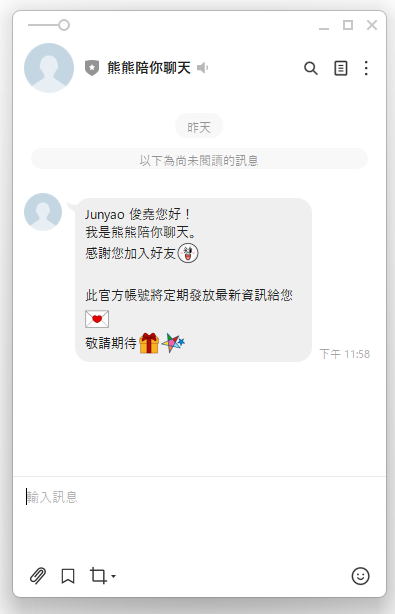 熊熊陪你聊天
昨天
以下為尚未閱讀的訊息
Junyao 俊堯您好！
我是熊熊陪你聊天。
感謝您加入好友
此官方帳號將定期發放最新資訊給您
敬請期待
下午 11:58
輸入訊息